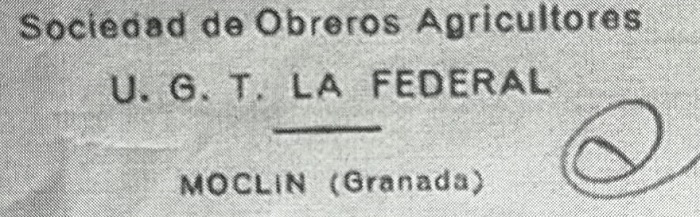 Sociedad de Obreros Agricultores
U. G. T. LA FEDERAL
MOCLIN (Granada)